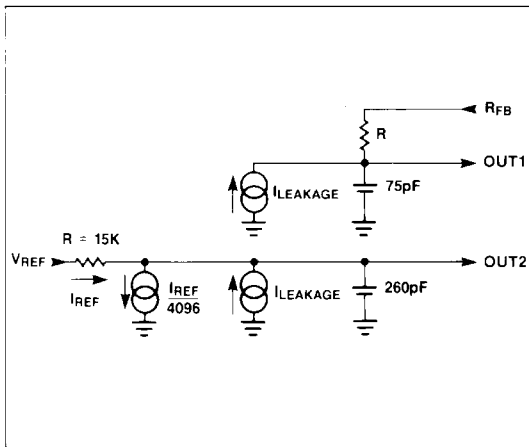 RFB
R
OUT1
ILEAKAGE
75pF
R = 15K
VREF
OUT2
IREF
IREF
4096
ILEAKAGE
260pF